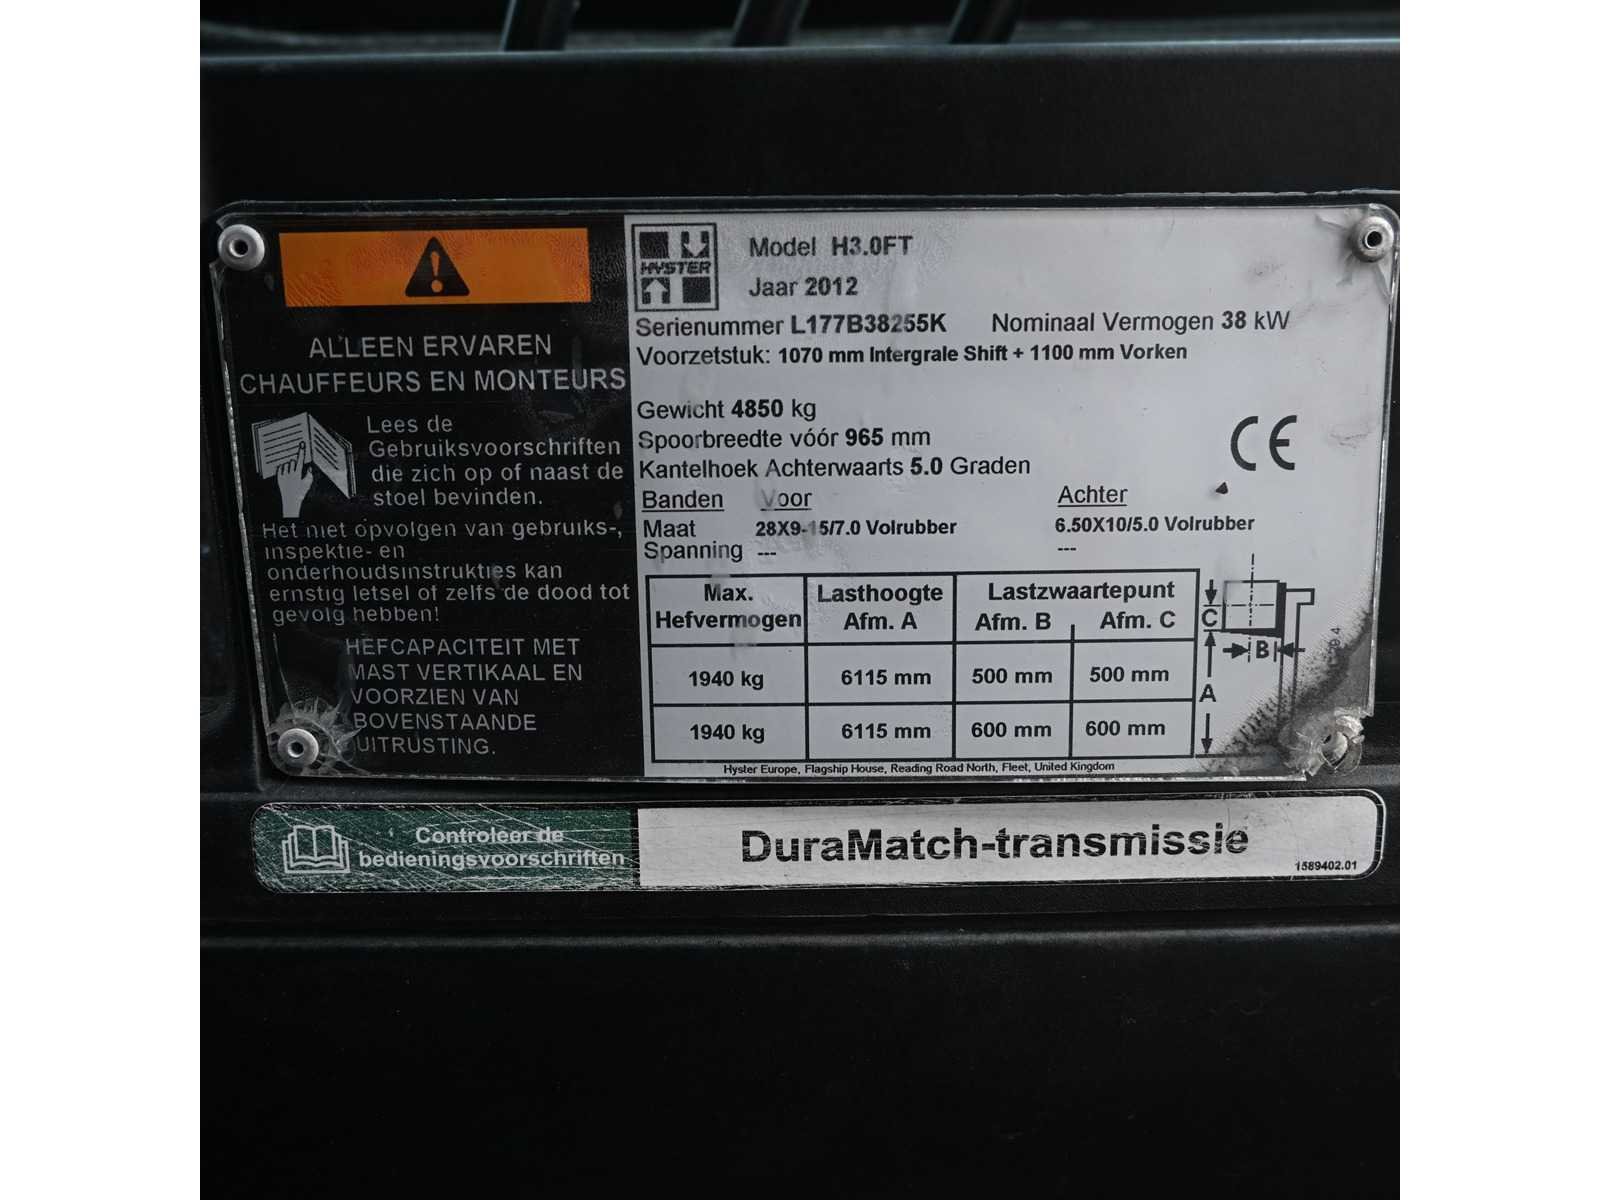 ALLEEN ERVAREN
CHAUFFEURS EN MONTEURS
Lees de
Gebruiksvoorschriften
die zich op of naast de
stoel bevinden.
Het niet opvolgen van gebruiks-,
inspektie- en
onderhoudsinstrukties kan
ernstig letsel of zelfs de dood tot
gevolg hebben!
HEFCAPACITEIT MET
MAST VERTIKAAL EN
VOORZIEN VAN
BOVENSTAANDE
UITRUSTING.
HYSTER
Model H3.0FT
Jaar 2012
Serienummer L177B38255K Nominaal Vermogen 38 kW
Voorzetstuk: 1070 mm Intergrale Shift + 1100 mm Vorken
Gewicht 4850 kg
Spoorbreedte vóór 965 mm
Kantelhoek Achterwaarts 5.0 Graden
CE
Banden Voor Achter
Maat 28X9-15/7.0 Volrubber 6.50X10/5.0 Volrubber
Spanning --- ---
Max. Lasthoogte Lastzwaartepunt
Hefvermogen Afm. A Afm. B Afm. C
1940 kg 6115 mm 500 mm 500 mm
1940 kg 6115 mm 600 mm 600 mm
C
B
A
Hyster Europe, Flagship House, Reading Road North, Fleet, United Kingdom
Controleer de
bedieningsvoorschriften
DuraMatch-transmissie
1589402.01